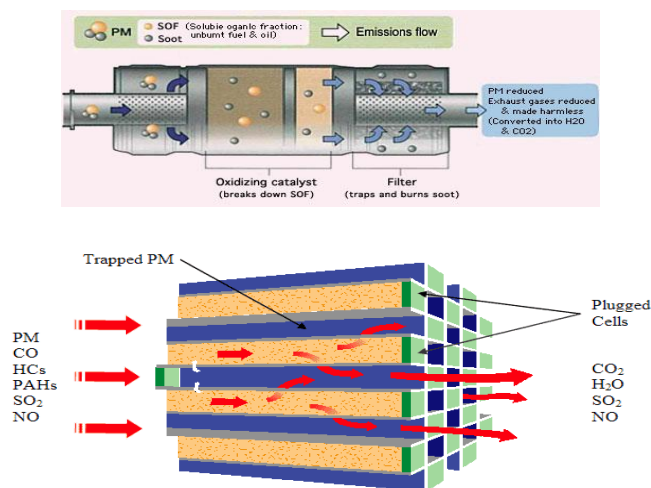 PM
SOF (Soluble oganic fraction:
unburnt fuel & oil)
Soot
Emissions flow
PM reduced
Exhaust gases reduced
& made harmless
(Converted into H2O
& CO2)
Oxidizing catalyst
(breaks down SOF)
Filter
(traps and burns soot)
Trapped PM
Plugged
Cells
PM
CO
HCs
PAHs
SO₂
NO
CO₂
H₂O
SO₂
NO